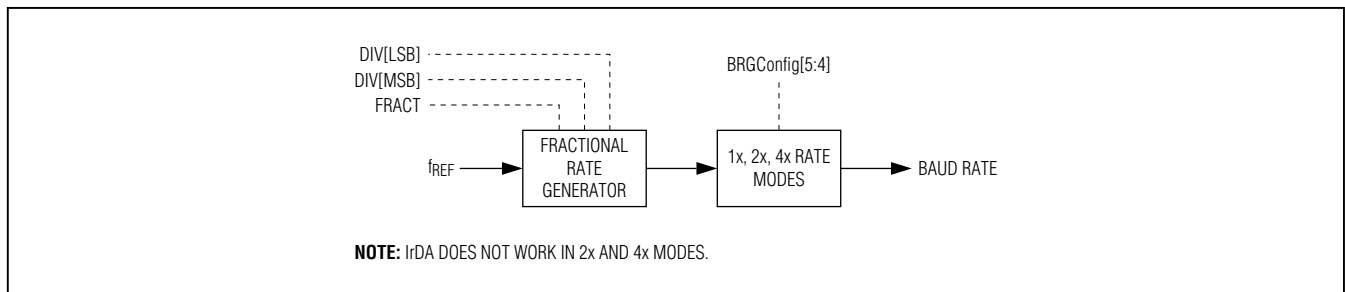 DIV[LSB]
DIV[MSB]
FRACT
BRGConfig[5:4]
fREF
FRACTIONAL
RATE
GENERATOR
1x, 2x, 4x RATE
MODES
BAUD RATE
NOTE: IrDA DOES NOT WORK IN 2x AND 4x MODES.